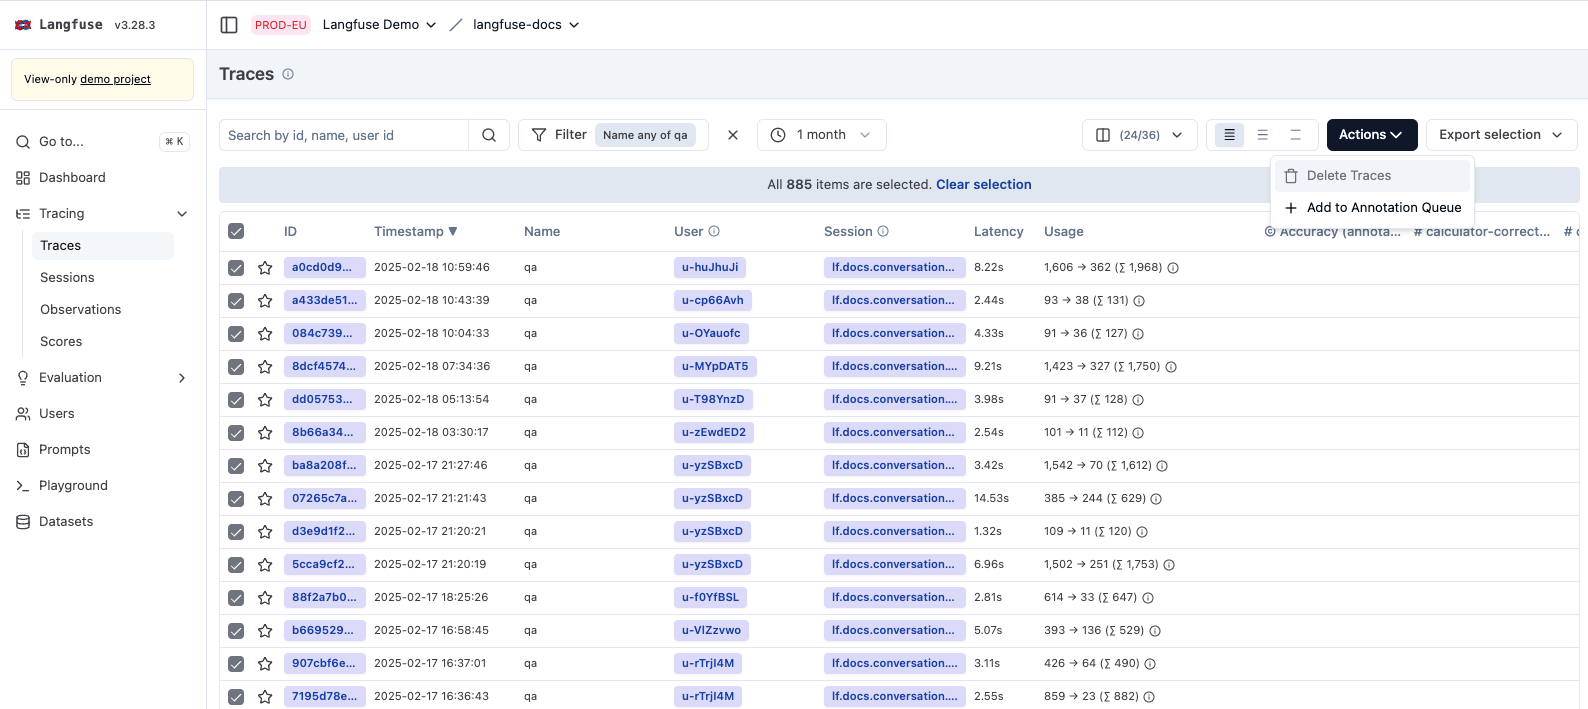 Langfuse v3.28.3
PROD-EU Langfuse Demo langfuse-docs
View-only demo project
Traces
Go to... ⌘ K
Dashboard
Tracing
Traces
Sessions
Observations
Scores
Evaluation
Users
Prompts
Playground
Datasets
Search by id, name, user id
Filter Name any of qa
1 month
(24/36)
Actions
Export selection
Delete Traces
Add to Annotation Queue
All 885 items are selected. Clear selection
ID Timestamp ▼ Name User Session Latency Usage Accuracy (annota... # calculator-correct... #
a0cd0d9... 2025-02-18 10:59:46 qa u-huJhuJi lf.docs.conversation... 8.22s 1,606 → 362 (∑ 1,968)
a433de51... 2025-02-18 10:43:39 qa u-cp66Avh lf.docs.conversation... 2.44s 93 → 38 (∑ 131)
084c739... 2025-02-18 10:04:33 qa u-OYauofc lf.docs.conversation... 4.33s 91 → 36 (∑ 127)
8dcf4574... 2025-02-18 07:34:36 qa u-MYpDAT5 lf.docs.conversation.... 9.21s 1,423 → 327 (∑ 1,750)
dd05753... 2025-02-18 05:13:54 qa u-T98YnzD lf.docs.conversation.... 3.98s 91 → 37 (∑ 128)
8b66a34... 2025-02-18 03:30:17 qa u-zEwdED2 lf.docs.conversation... 2.54s 101 → 11 (∑ 112)
ba8a208f... 2025-02-17 21:27:46 qa u-yzSBxcD lf.docs.conversation... 3.42s 1,542 → 70 (∑ 1,612)
07265c7a... 2025-02-17 21:21:43 qa u-yzSBxcD lf.docs.conversation... 14.53s 385 → 244 (∑ 629)
d3e9d1f2... 2025-02-17 21:20:21 qa u-yzSBxcD lf.docs.conversation... 1.32s 109 → 11 (∑ 120)
5cca9cf2... 2025-02-17 21:20:19 qa u-yzSBxcD lf.docs.conversation... 6.96s 1,502 → 251 (∑ 1,753)
88f2a7b0... 2025-02-17 18:25:26 qa u-f0YfBSL lf.docs.conversation... 2.81s 614 → 33 (∑ 647)
b669529... 2025-02-17 16:58:45 qa u-VlZzvwo lf.docs.conversation... 5.07s 393 → 136 (∑ 529)
907cbf6e... 2025-02-17 16:37:01 qa u-rTrjI4M lf.docs.conversation.... 3.11s 426 → 64 (∑ 490)
7195d78e... 2025-02-17 16:36:43 qa u-rTrjI4M lf.docs.conversation.... 2.55s 859 → 23 (∑ 882)